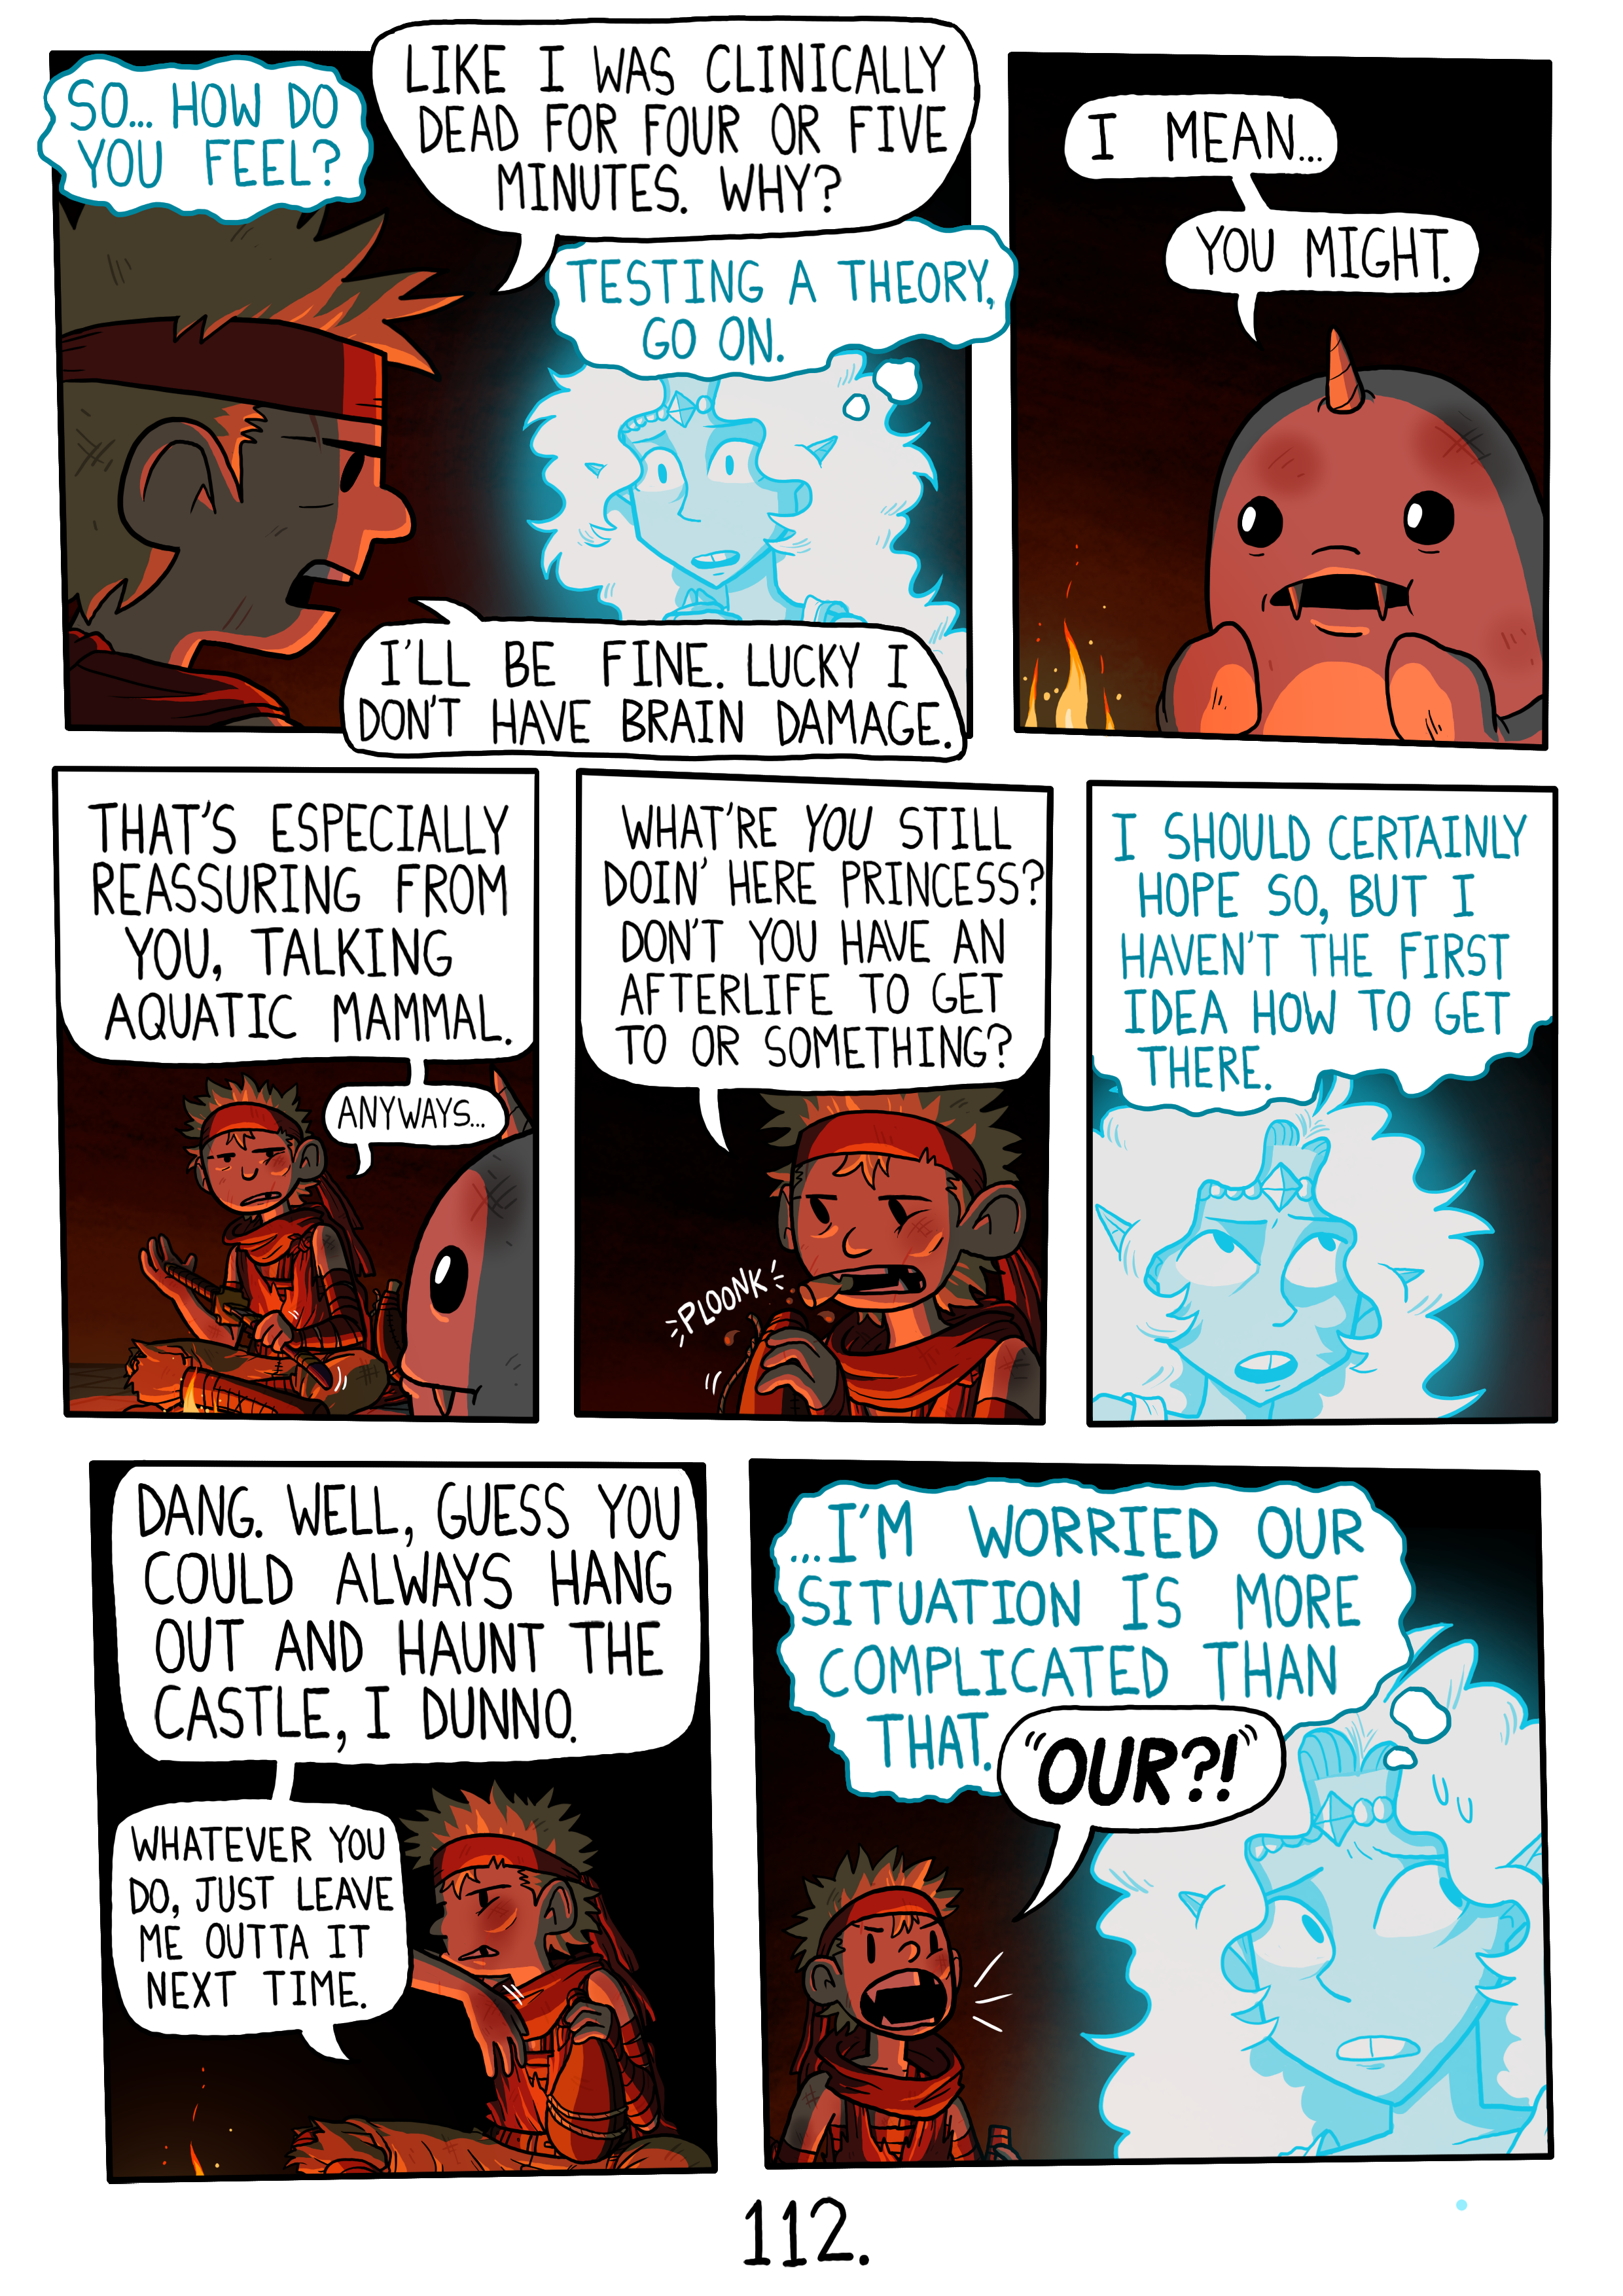 SO... HOW DO
YOU FEEL?
LIKE I WAS CLINICALLY
DEAD FOR FOUR OR FIVE
MINUTES. WHY?
TESTING A THEORY,
GO ON.
I'LL BE FINE. LUCKY I
DON'T HAVE BRAIN DAMAGE.
I MEAN...
YOU MIGHT.
THAT'S ESPECIALLY
REASSURING FROM
YOU, TALKING
AQUATIC MAMMAL.
ANYWAYS...
WHAT'RE YOU STILL
DOIN' HERE PRINCESS?
DON'T YOU HAVE AN
AFTERLIFE TO GET
TO OR SOMETHING?
PLOONK
I SHOULD CERTAINLY
HOPE SO, BUT I
HAVEN'T THE FIRST
IDEA HOW TO GET
THERE.
DANG. WELL, GUESS YOU
COULD ALWAYS HANG
OUT AND HAUNT THE
CASTLE, I DUNNO.
WHATEVER YOU
DO, JUST LEAVE
ME OUTTA IT
NEXT TIME.
...I'M WORRIED OUR
SITUATION IS MORE
COMPLICATED THAN
THAT.
"OUR?!"
112.